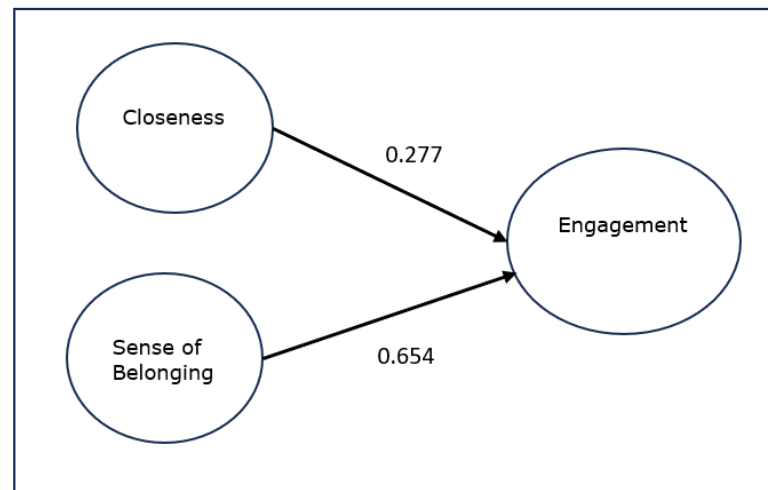 Closeness
0.277
Engagement
Sense of
Belonging
0.654